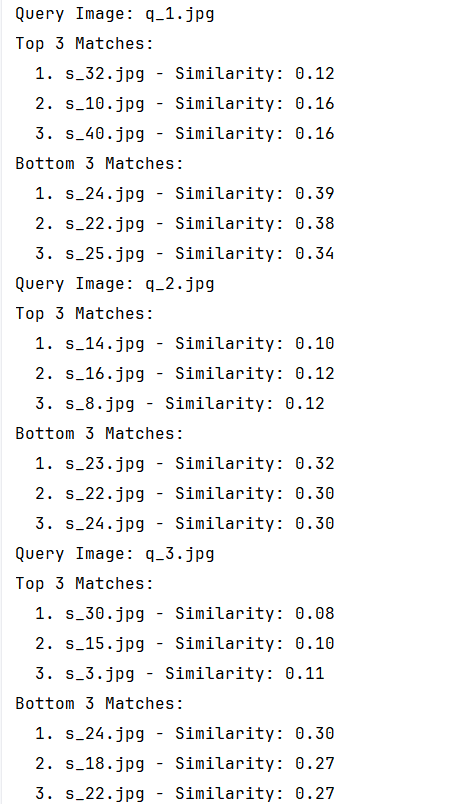 Query Image: q_1.jpg
Top 3 Matches:
1. s_32.jpg - Similarity: 0.12
2. s_10.jpg - Similarity: 0.16
3. s_40.jpg - Similarity: 0.16
Bottom 3 Matches:
1. s_24.jpg - Similarity: 0.39
2. s_22.jpg - Similarity: 0.38
3. s_25.jpg - Similarity: 0.34
Query Image: q_2.jpg
Top 3 Matches:
1. s_14.jpg - Similarity: 0.10
2. s_16.jpg - Similarity: 0.12
3. s_8.jpg - Similarity: 0.12
Bottom 3 Matches:
1. s_23.jpg - Similarity: 0.32
2. s_22.jpg - Similarity: 0.30
3. s_24.jpg - Similarity: 0.30
Query Image: q_3.jpg
Top 3 Matches:
1. s_30.jpg - Similarity: 0.08
2. s_15.jpg - Similarity: 0.10
3. s_3.jpg - Similarity: 0.11
Bottom 3 Matches:
1. s_24.jpg - Similarity: 0.30
2. s_18.jpg - Similarity: 0.27
3. s_22.jpg - Similarity: 0.27